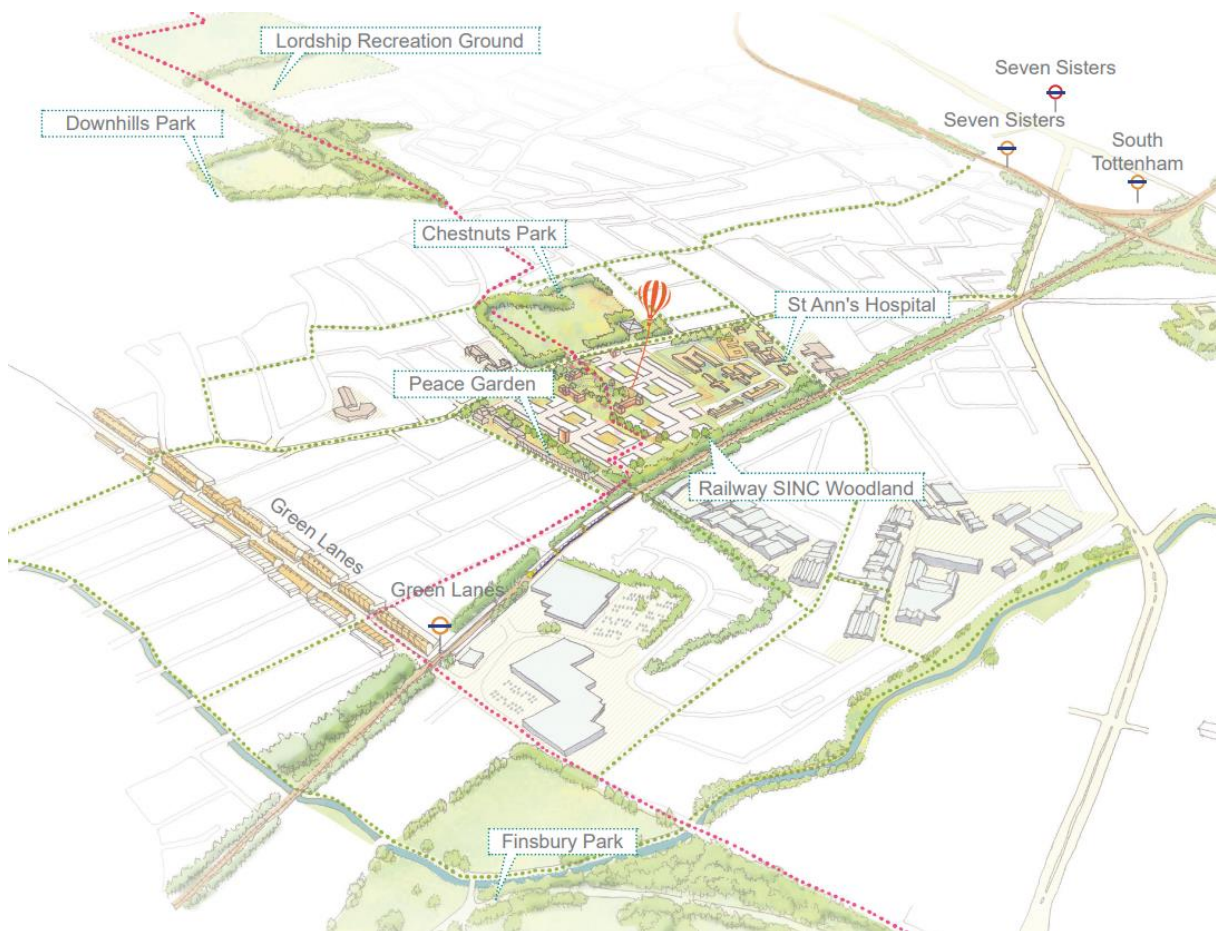 Lordship Recreation Ground
Seven Sisters
Downhills Park
Seven Sisters
South
Tottenham
Chestnuts Park
St Ann's Hospital
Peace Garden
Railway SINC Woodland
Green Lanes
Green Lanes
Finsbury Park